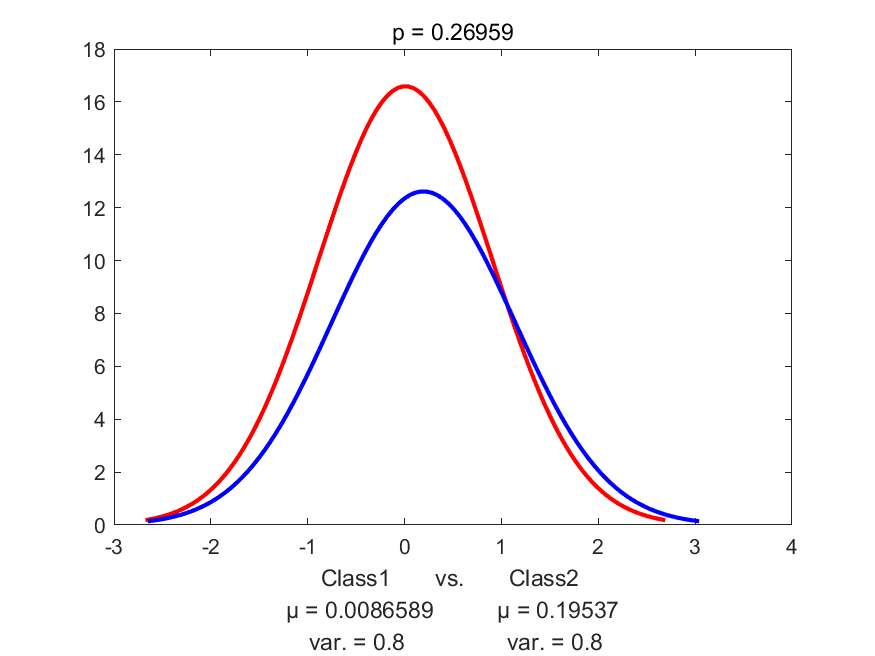 p = 0.26959
18
16
14
12
10
8
6
4
2
0
-3 -2 -1 0 1 2 3 4
Class1 vs. Class2
μ = 0.0086589 μ = 0.19537
var. = 0.8 var. = 0.8